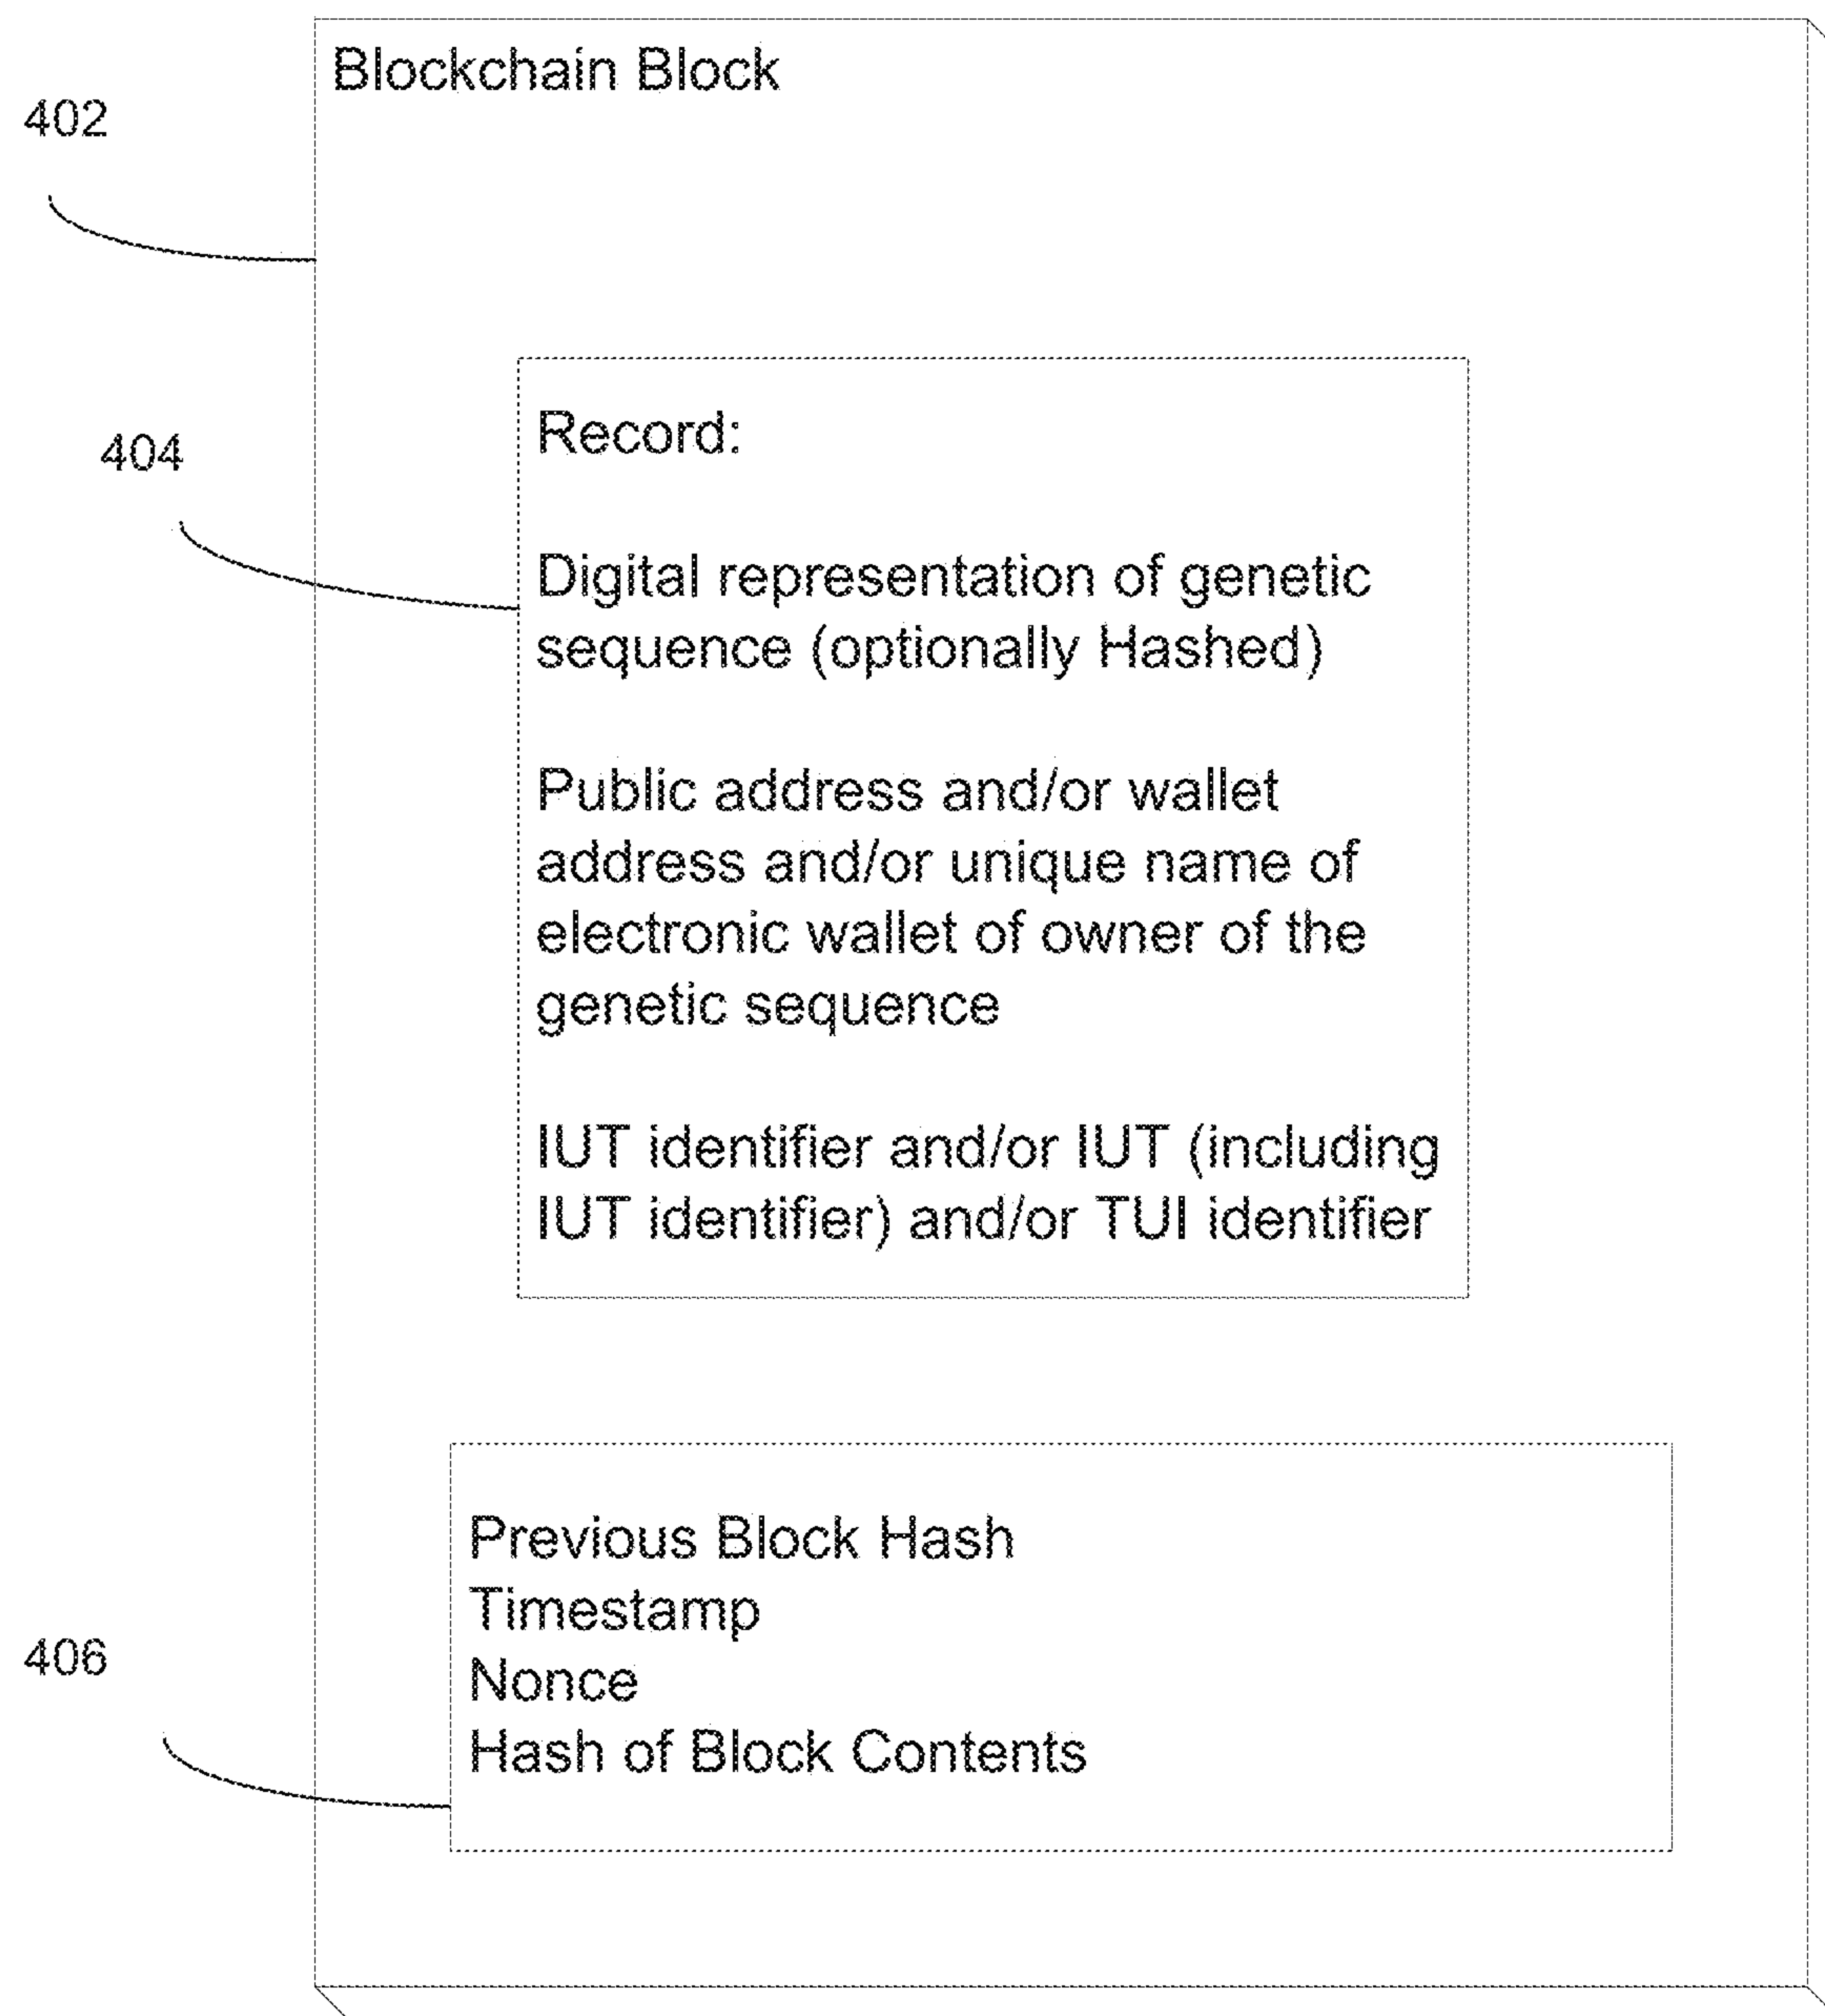 Blockchain Block
402
404
Record:
Digital representation of genetic
sequence (optionally Hashed)
Public address and/or wallet
address and/or unique name of
electronic wallet of owner of the
genetic sequence
IUT identifier and/or IUT (including
IUT identifier) and/or TUI identifier
Previous Block Hash
Timestamp
406
Nonce
Hash of Block Contents